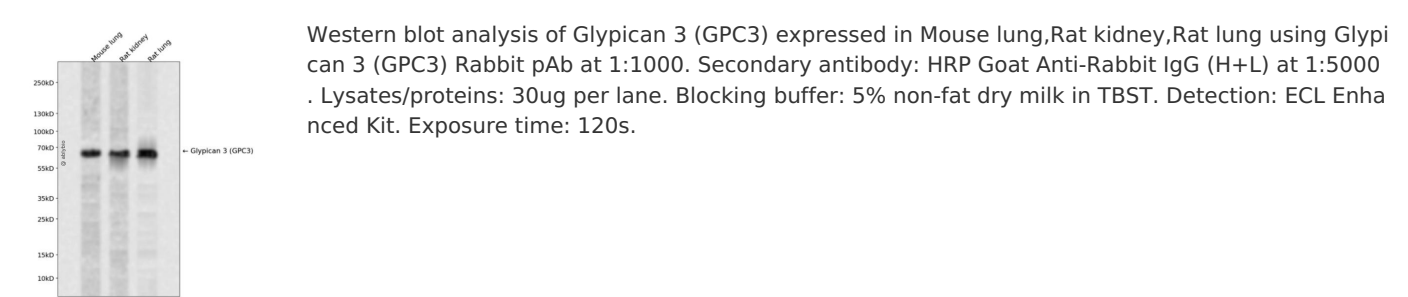 Mouse lung
Rat kidney
Rat lung
250kD
130kD
100kD
70kD
55kD
35kD
25kD
15kD
10kD
← Glypican 3 (GPC3)
Western blot analysis of Glypican 3 (GPC3) expressed in Mouse lung,Rat kidney,Rat lung using Glypi
can 3 (GPC3) Rabbit pAb at 1:1000. Secondary antibody: HRP Goat Anti-Rabbit IgG (H+L) at 1:5000
. Lysates/proteins: 30ug per lane. Blocking buffer: 5% non-fat dry milk in TBST. Detection: ECL Enha
nced Kit. Exposure time: 120s.